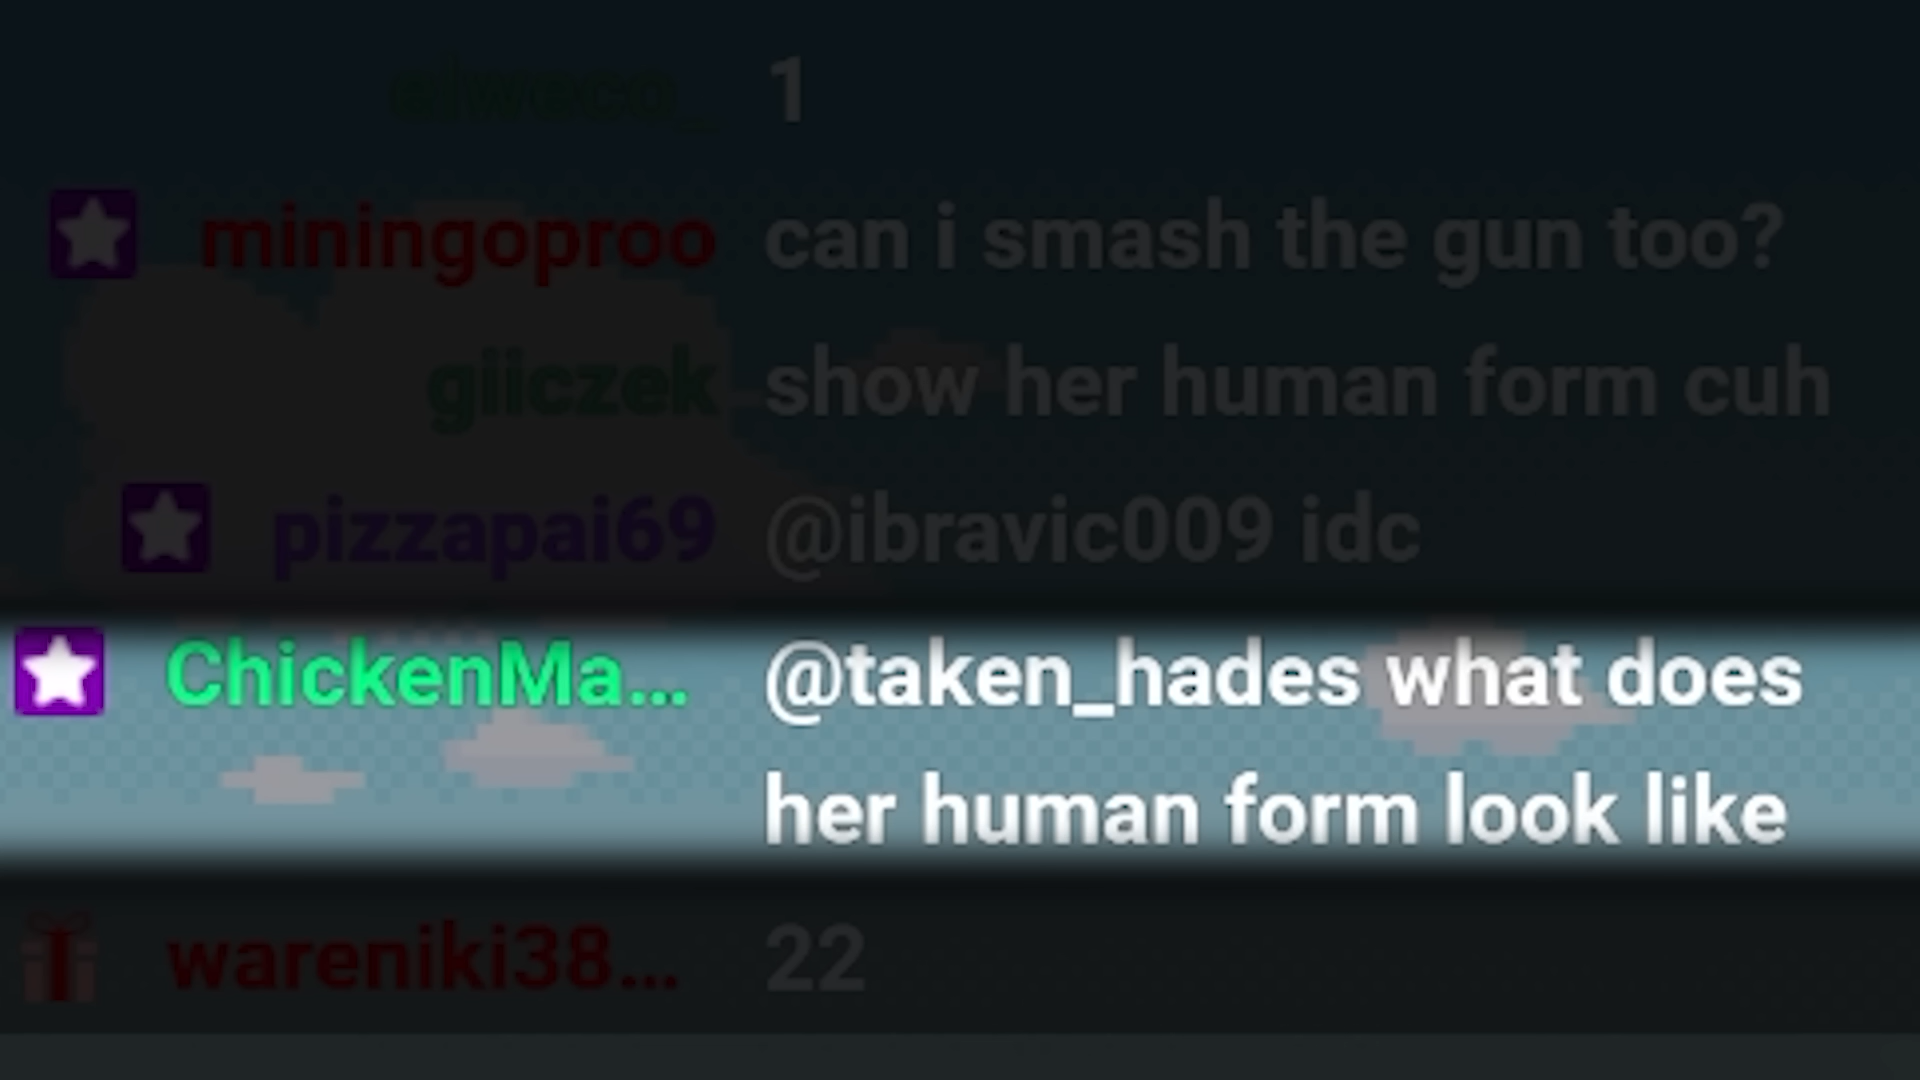 1
miningoproo can i smash the gun too?
giiczek show her human form cuh
pizzapai69 @ibravic009 idc
ChickenMa... @taken_hades what does
her human form look like
wareniki38... 22